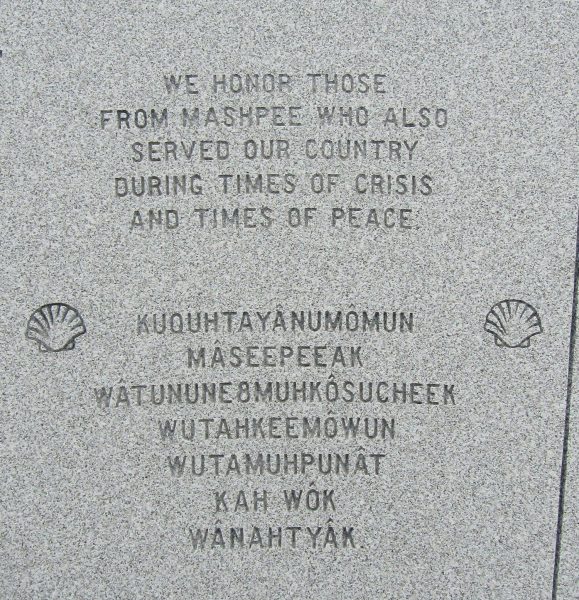 WE HONOR THOSE
FROM MASHPEE WHO ALSO
SERVED OUR COUNTRY
DURING TIMES OF CRISIS
AND TIMES OF PEACE.
KUQUHTAYÂNUMÔMUN
MÂSEEPEEAK
WÂTUNUNE8MUHKÔSUCHEEK
WUTAHKEEMÔWUN
WUTAMUHPUNÂT
KAH WÔK
WÂNAHTYÂK.